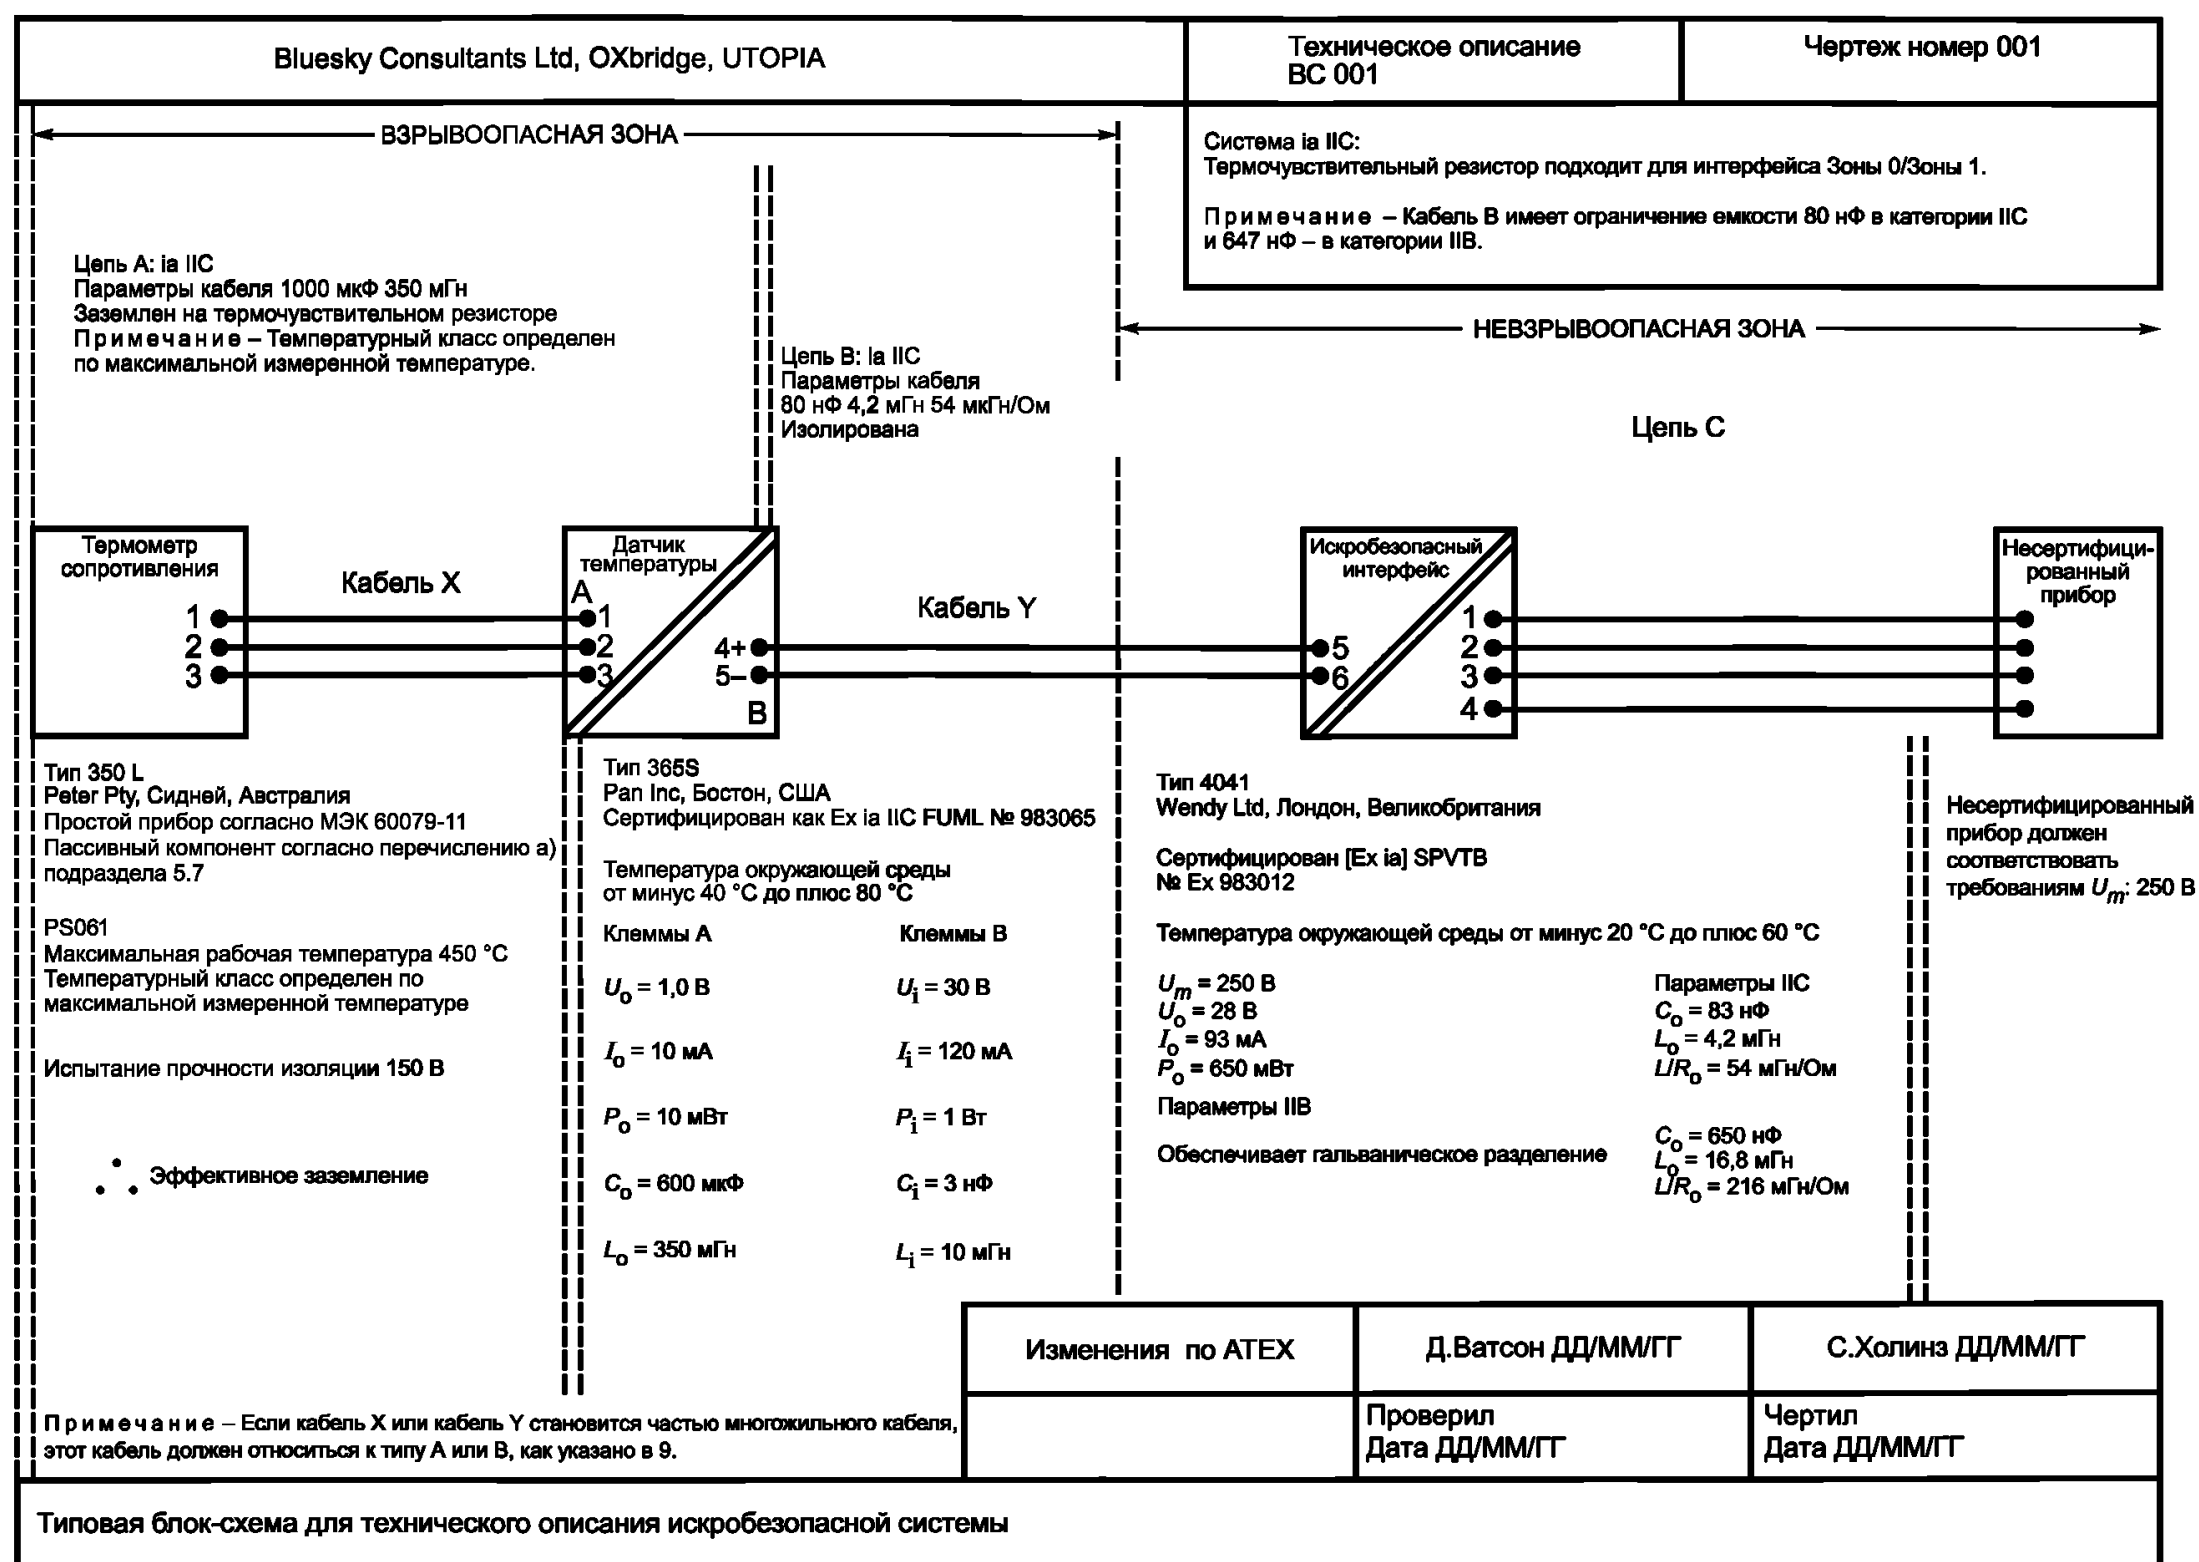 Bluesky Consultants Ltd, OXbridge, UTOPIA
Техническое описание
ВС 001
Чертеж номер 001
ВЗРЫВООПАСНАЯ ЗОНА
Система ia IIC:
Термочувствительный резистор подходит для интерфейса Зоны 0/Зоны 1.
Примечание – Кабель В имеет ограничение емкости 80 нФ в категории IIC
и 647 нФ – в категории IIB.
НЕВЗРЫВООПАСНАЯ ЗОНА
Цепь А: ia IIC
Параметры кабеля 1000 мкФ 350 мГн
Заземлен на термочувствительном резисторе
Примечание – Температурный класс определен
по максимальной измеренной температуре.
Цепь В: Ia IIC
Параметры кабеля
80 нФ 4,2 мГн 54 мкГн/Ом
Изолирована
Цепь С
Термометр
сопротивления
1
2
3
Кабель X
Датчик
температуры
A
1
2
3
4+
5–
B
Кабель Y
Искробезопасный
интерфейс
5
6
1
2
3
4
Несертифици-
рованный
прибор
Тип 350 L
Peter Pty, Сидней, Австралия
Простой прибор согласно МЭК 60079-11
Пассивный компонент согласно перечислению а)
подраздела 5.7
PS061
Максимальная рабочая температура 450 °С
Температурный класс определен по
максимальной измеренной температуре
Испытание прочности изоляции 150 В
Эффективное заземление
Тип 365S
Pan Inc, Бостон, США
Сертифицирован как Ex ia IIC FUML № 983065
Температура окружающей среды
от минус 40 °С до плюс 80 °С
Клеммы А
Клеммы В
Uo = 1,0 В
Ui = 30 В
Io = 10 мА
Ii = 120 мА
Po = 10 мВт
Pi = 1 Вт
Co = 600 мкФ
Ci = 3 нФ
Lo = 350 мГн
Li = 10 мГн
Тип 4041
Wendy Ltd, Лондон, Великобритания
Сертифицирован [Ex ia] SPVTB
№ Ex 983012
Температура окружающей среды от минус 20 °С до плюс 60 °С
Um = 250 В
Uo = 28 В
Io = 93 мА
Po = 650 мВт
Параметры IIB
Обеспечивает гальваническое разделение
Параметры IIC
Co = 83 нФ
Lo = 4,2 мГн
L/Ro = 54 мГн/Ом
Co = 650 нФ
Lo = 16,8 мГн
L/Ro = 216 мГн/Ом
Несертифицированный
прибор должен
соответствовать
требованиям Um: 250 В
Примечание – Если кабель X или кабель Y становится частью многожильного кабеля,
этот кабель должен относиться к типу А или В, как указано в 9.
Изменения по ATEX
Д.Ватсон ДД/ММ/ГГ
С.Холинз ДД/ММ/ГГ
Проверил
Дата ДД/ММ/ГГ
Чертил
Дата ДД/ММ/ГГ
Типовая блок-схема для технического описания искробезопасной системы